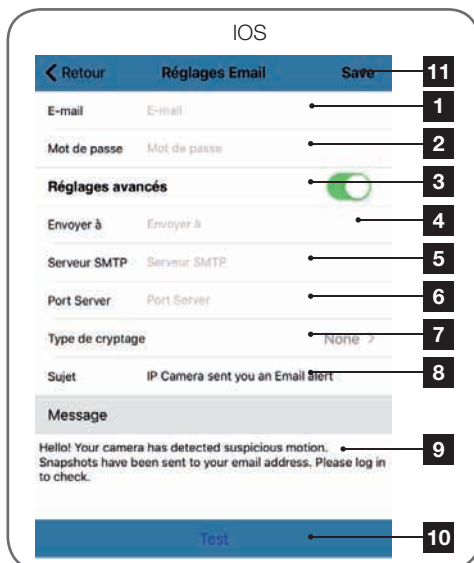 IOS
Retour Réglages Email Save 11
E-mail E-mail 1
Mot de passe Mot de passe 2
Réglages avancés 3
Envoyer à Envoyer à 4
Serveur SMTP Serveur SMTP 5
Port Server Port Server 6
Type de cryptage None > 7
Sujet IP Camera sent you an Email alert 8
Message
Hello! Your camera has detected suspicious motion. 9
Snapshots have been sent to your email address. Please log in
to check.
Test 10